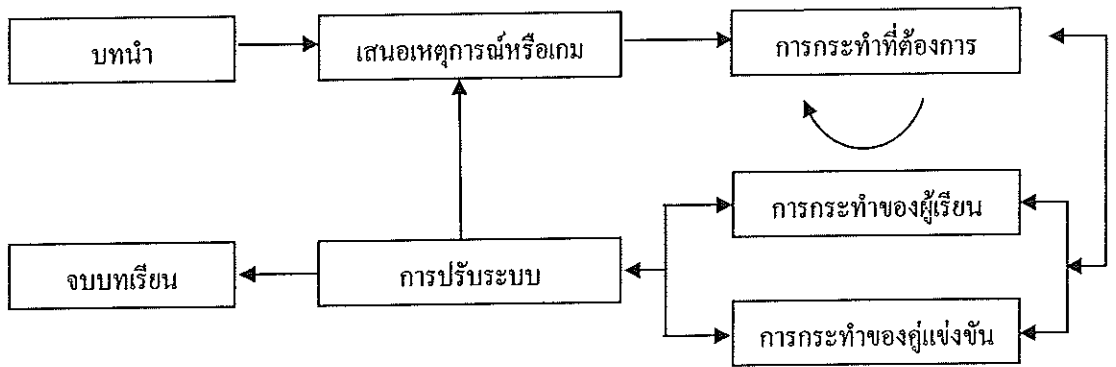 บทนำ
เสนอเหตุการณ์หรือเกม
การกระทำที่ต้องการ
การกระทำของผู้เรียน
จบบทเรียน
การปรับระบบ
การกระทำของคู่แข่งขัน